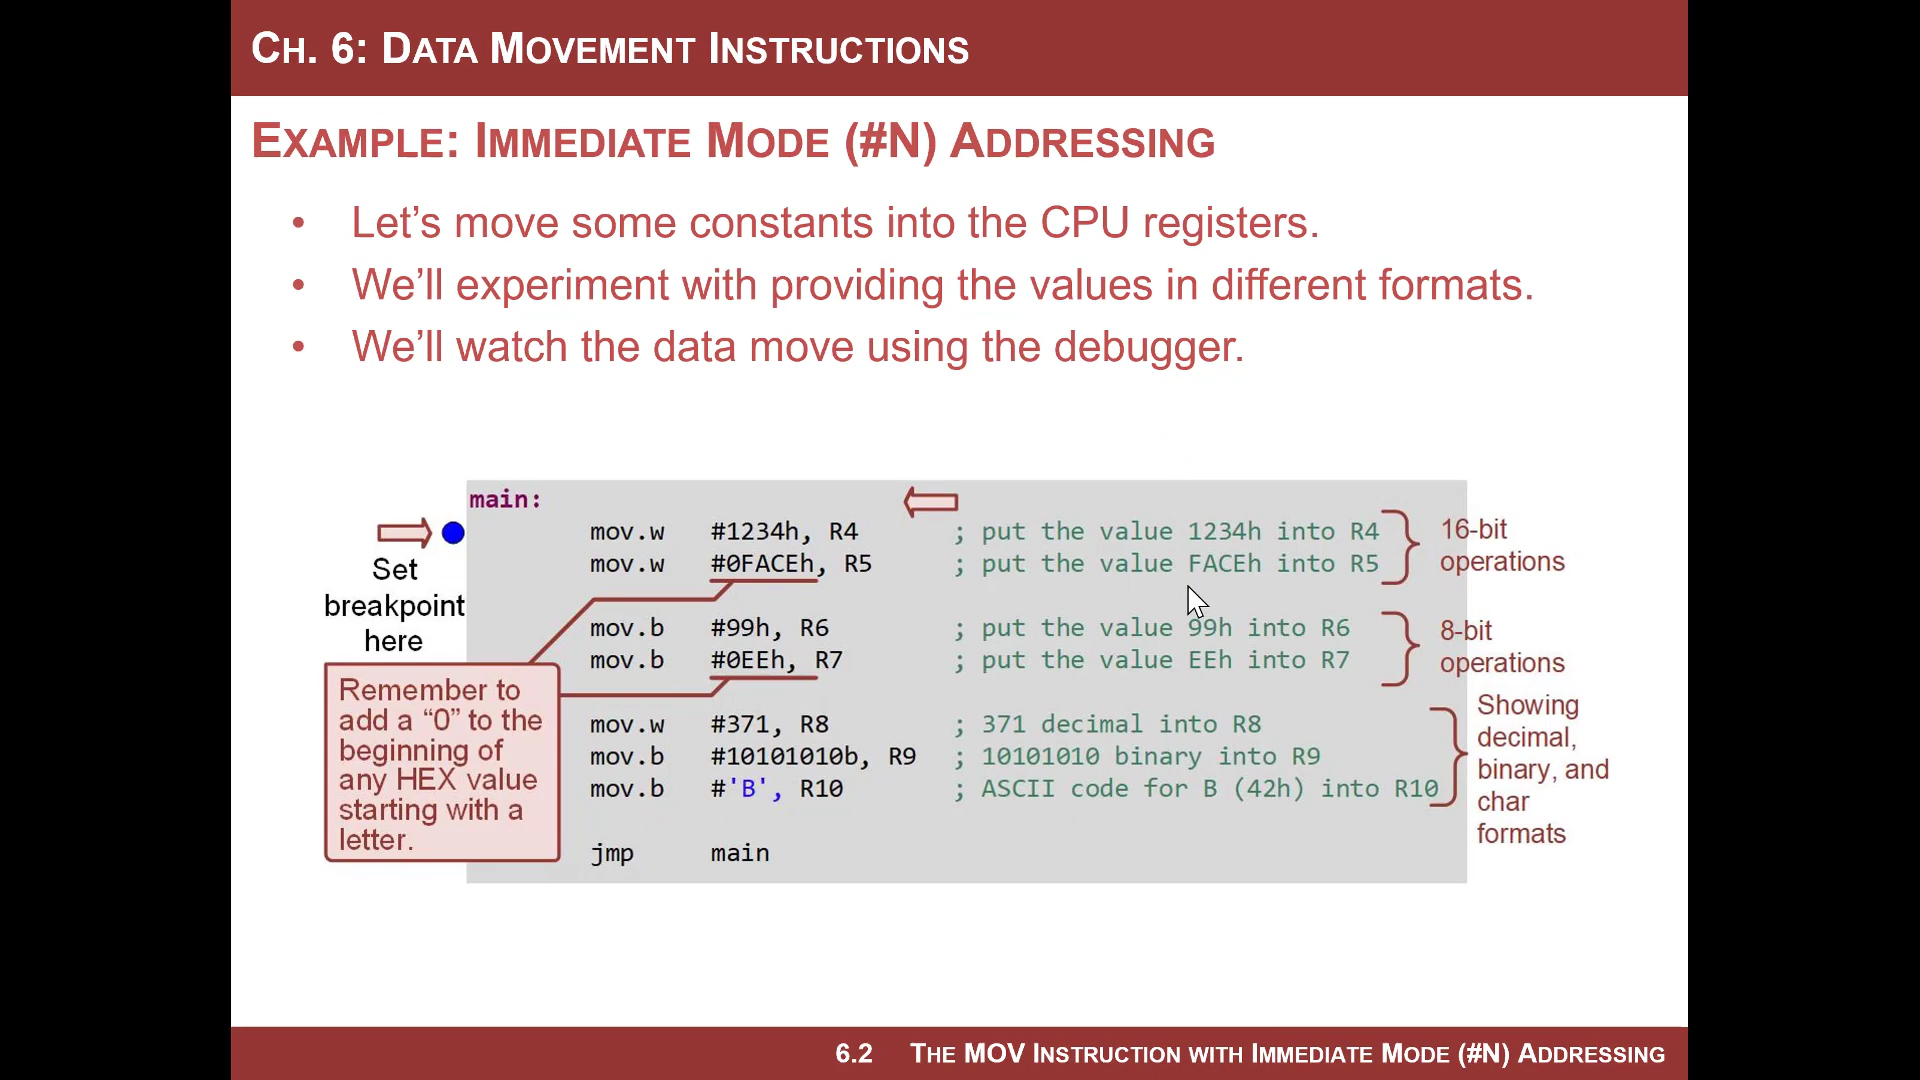 CH. 6: DATA MOVEMENT INSTRUCTIONS
EXAMPLE: IMMEDIATE MODE (#N) ADDRESSING
• Let's move some constants into the CPU registers.
• We'll experiment with providing the values in different formats.
• We'll watch the data move using the debugger.
main:
mov.w #1234h, R4 ; put the value 1234h into R4
mov.w #0FACEh, R5 ; put the value FACEh into R5
mov.b #99h, R6 ; put the value 99h into R6
mov.b #0EEh, R7 ; put the value EEh into R7
mov.w #371, R8 ; 371 decimal into R8
mov.b #10101010b, R9 ; 10101010 binary into R9
mov.b #'B', R10 ; ASCII code for B (42h) into R10
jmp main
Set
breakpoint
here
Remember to
add a “0” to the
beginning of
any HEX value
starting with a
letter.
16-bit
operations
8-bit
operations
Showing
decimal,
binary, and
char
formats
6.2 THE MOV INSTRUCTION WITH IMMEDIATE MODE (#N) ADDRESSING